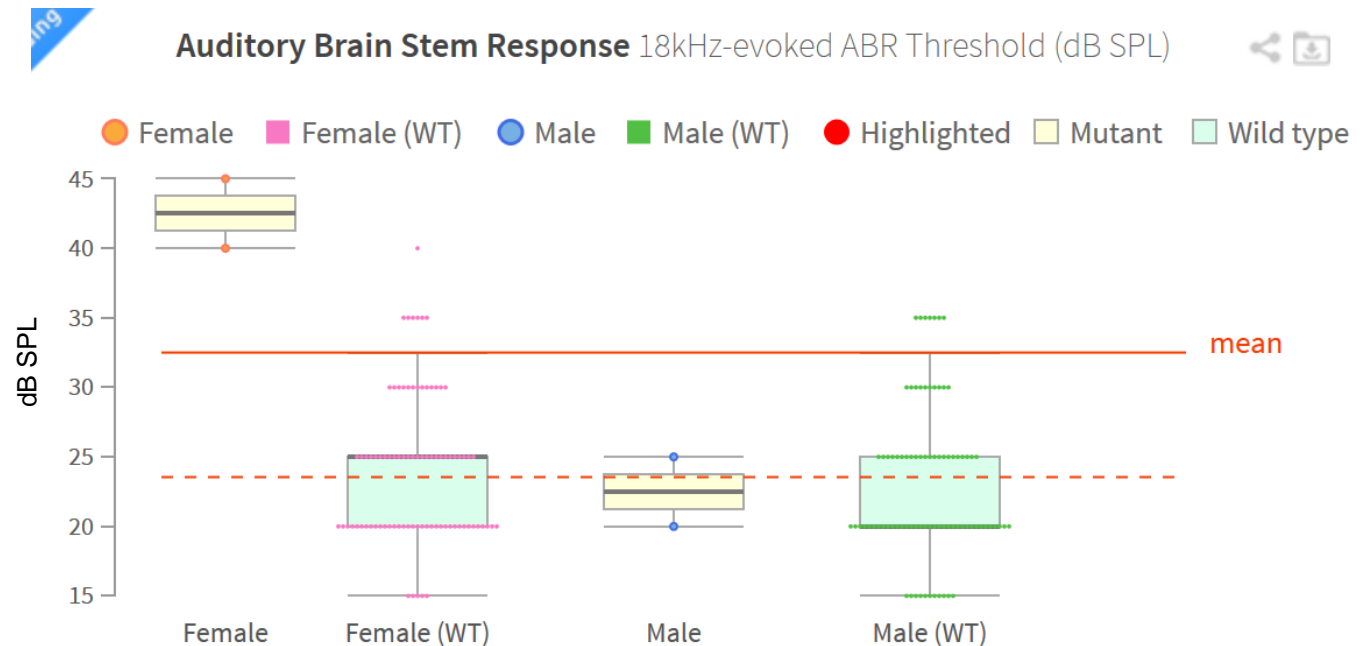 Auditory Brain Stem Response 18kHz-evoked ABR Threshold (dB SPL)
Female Female (WT) Male Male (WT) Highlighted Mutant Wild type
45
40
35
30
25
20
15
dB SPL
mean
Female Female (WT) Male Male (WT)